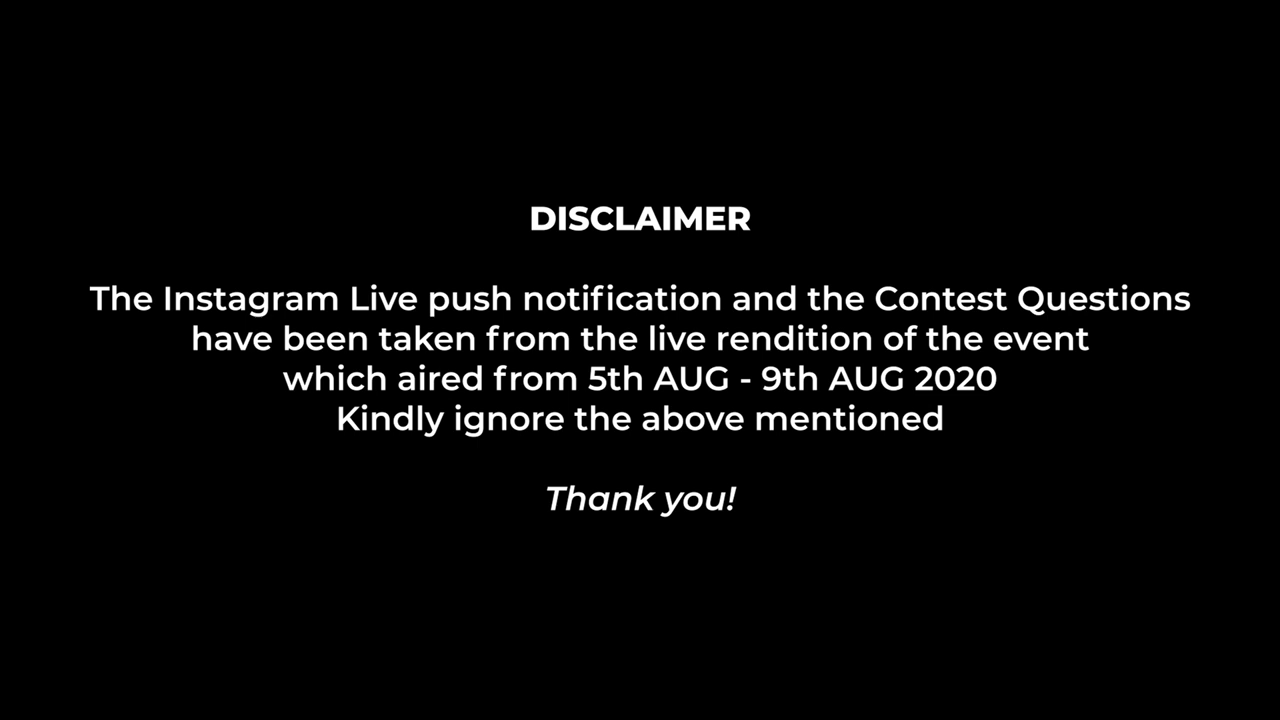 DISCLAIMER
The Instagram Live push notification and the Contest Questions
have been taken from the live rendition of the event
which aired from 5th AUG - 9th AUG 2020
Kindly ignore the above mentioned
Thank you!